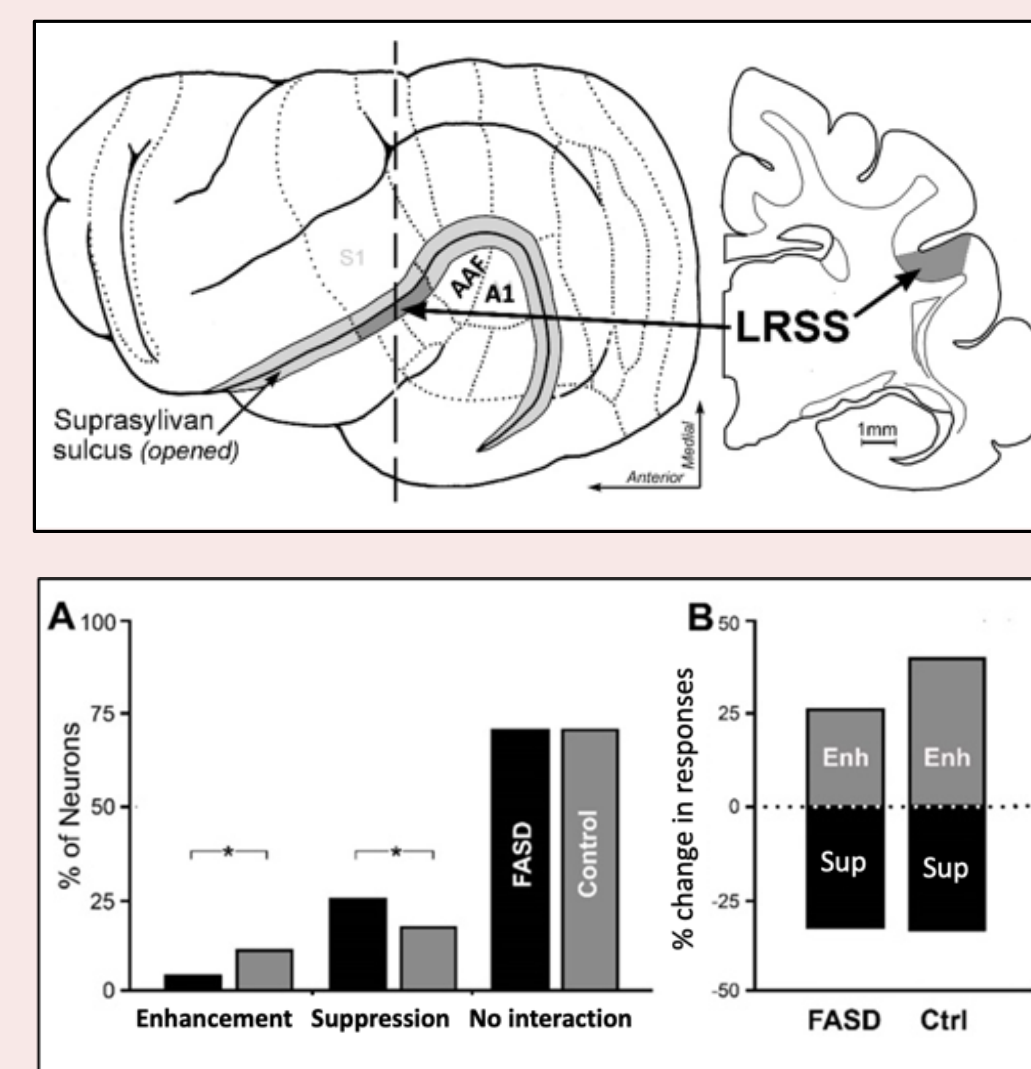 S1
AAF
A1
LRSS
Suprasylivan
sulcus (opened)
Medial
Anterior
1mm
A
% of Neurons
100
75
50
25
0
*
*
FASD
Control
Enhancement Suppression No interaction
B
% change in responses
50
25
0
-25
-50
Enh
Enh
Sup
Sup
FASD Ctrl